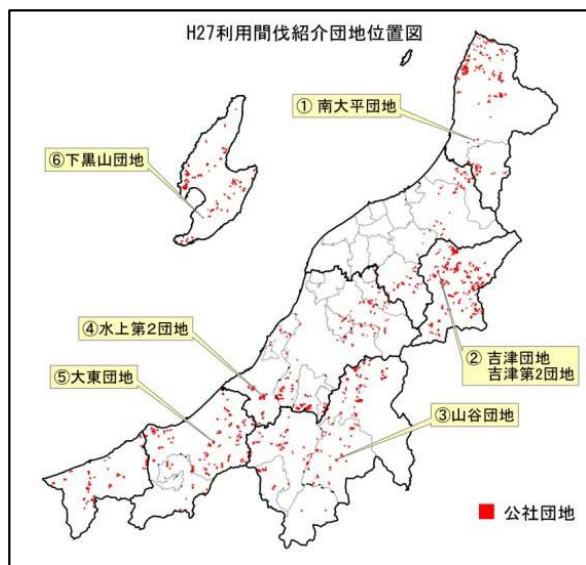 H27利用間伐紹介団地位置図
① 南大平団地
⑥下黒山団地
④水上第2団地
② 吉津団地
吉津第2団地
⑤大東団地
③山谷団地
公社団地